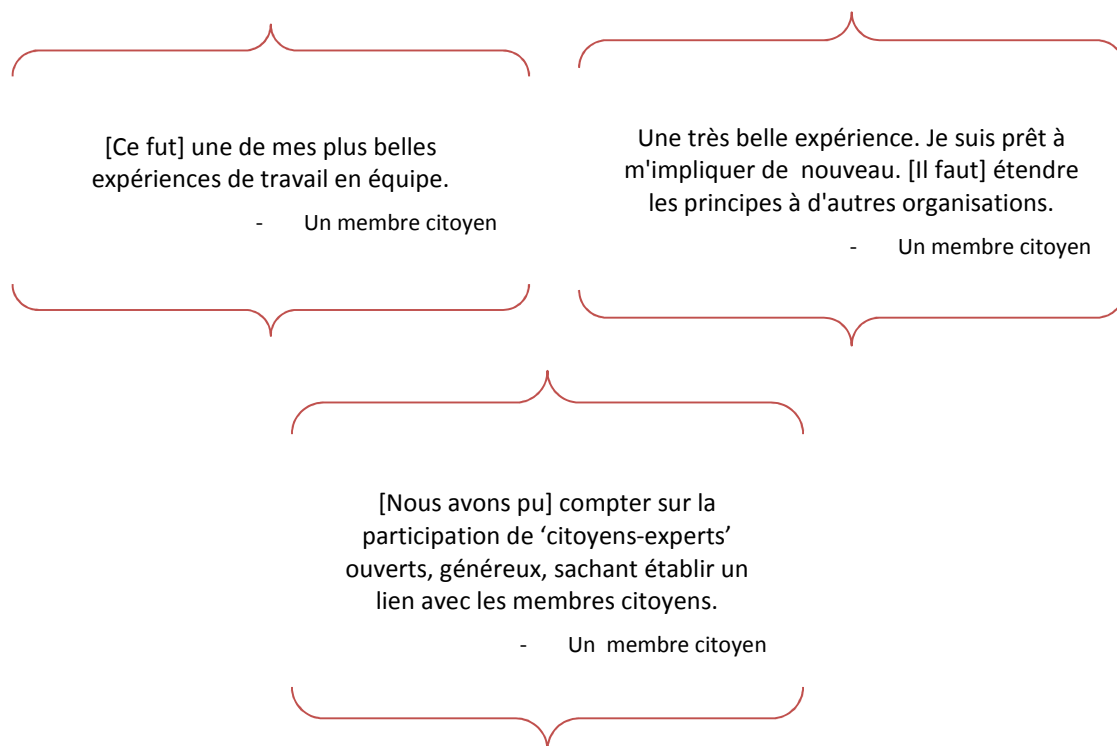 [Ce fut] une de mes plus belles
expériences de travail en équipe.
- Un membre citoyen
Une très belle expérience. Je suis prêt à
m'impliquer de  nouveau. [Il faut] étendre
les principes à d'autres organisations.
- Un membre citoyen
[Nous avons pu] compter sur la
participation de ‘citoyens-experts’
ouverts, généreux, sachant établir un
lien avec les membres citoyens.
- Un  membre citoyen